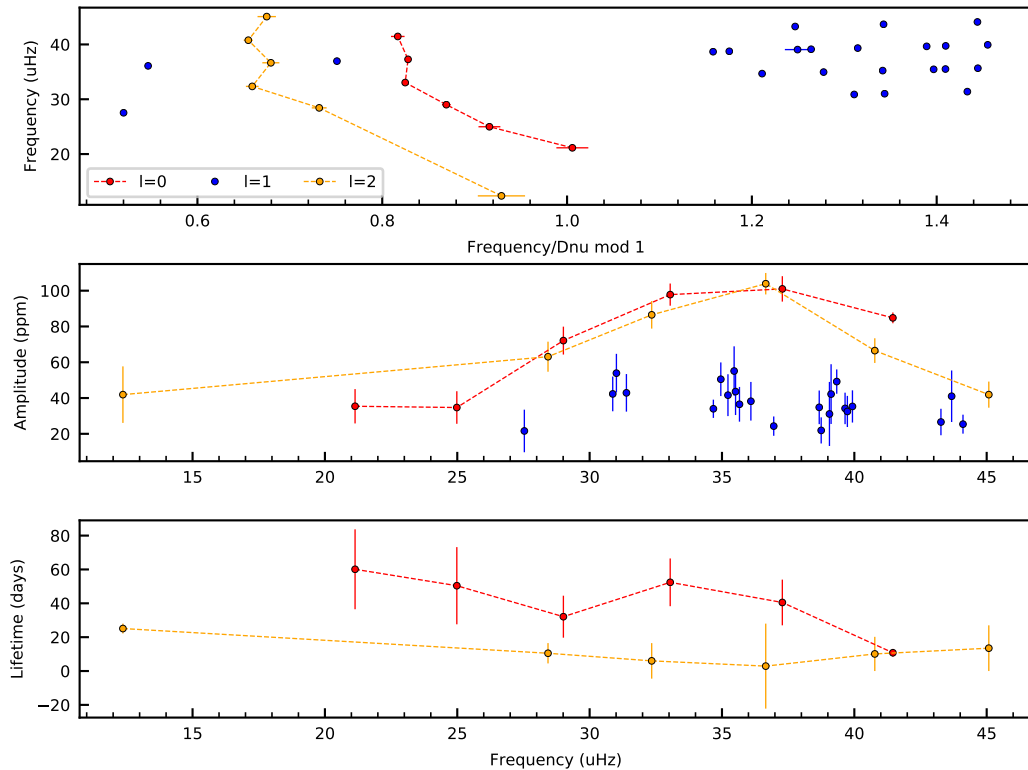 Frequency (uHz)
40
30
20
l=0 l=1 l=2
0.6 0.8 1.0 1.2 1.4
Frequency/Dnu mod 1
Amplitude (ppm)
100
80
60
40
20
15 20 25 30 35 40 45
Lifetime (days)
80
60
40
20
0
−20
15 20 25 30 35 40 45
Frequency (uHz)